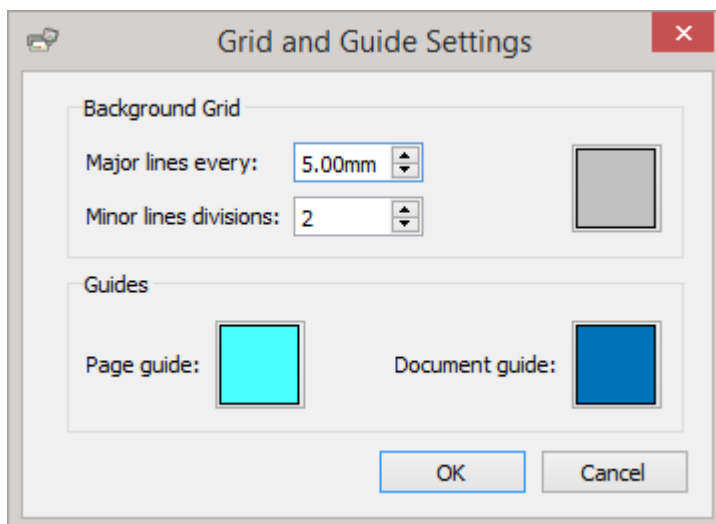 Grid and Guide Settings
Background Grid
Major lines every: 5.00mm
Minor lines divisions: 2
Guides
Page guide: Document guide:
OK Cancel